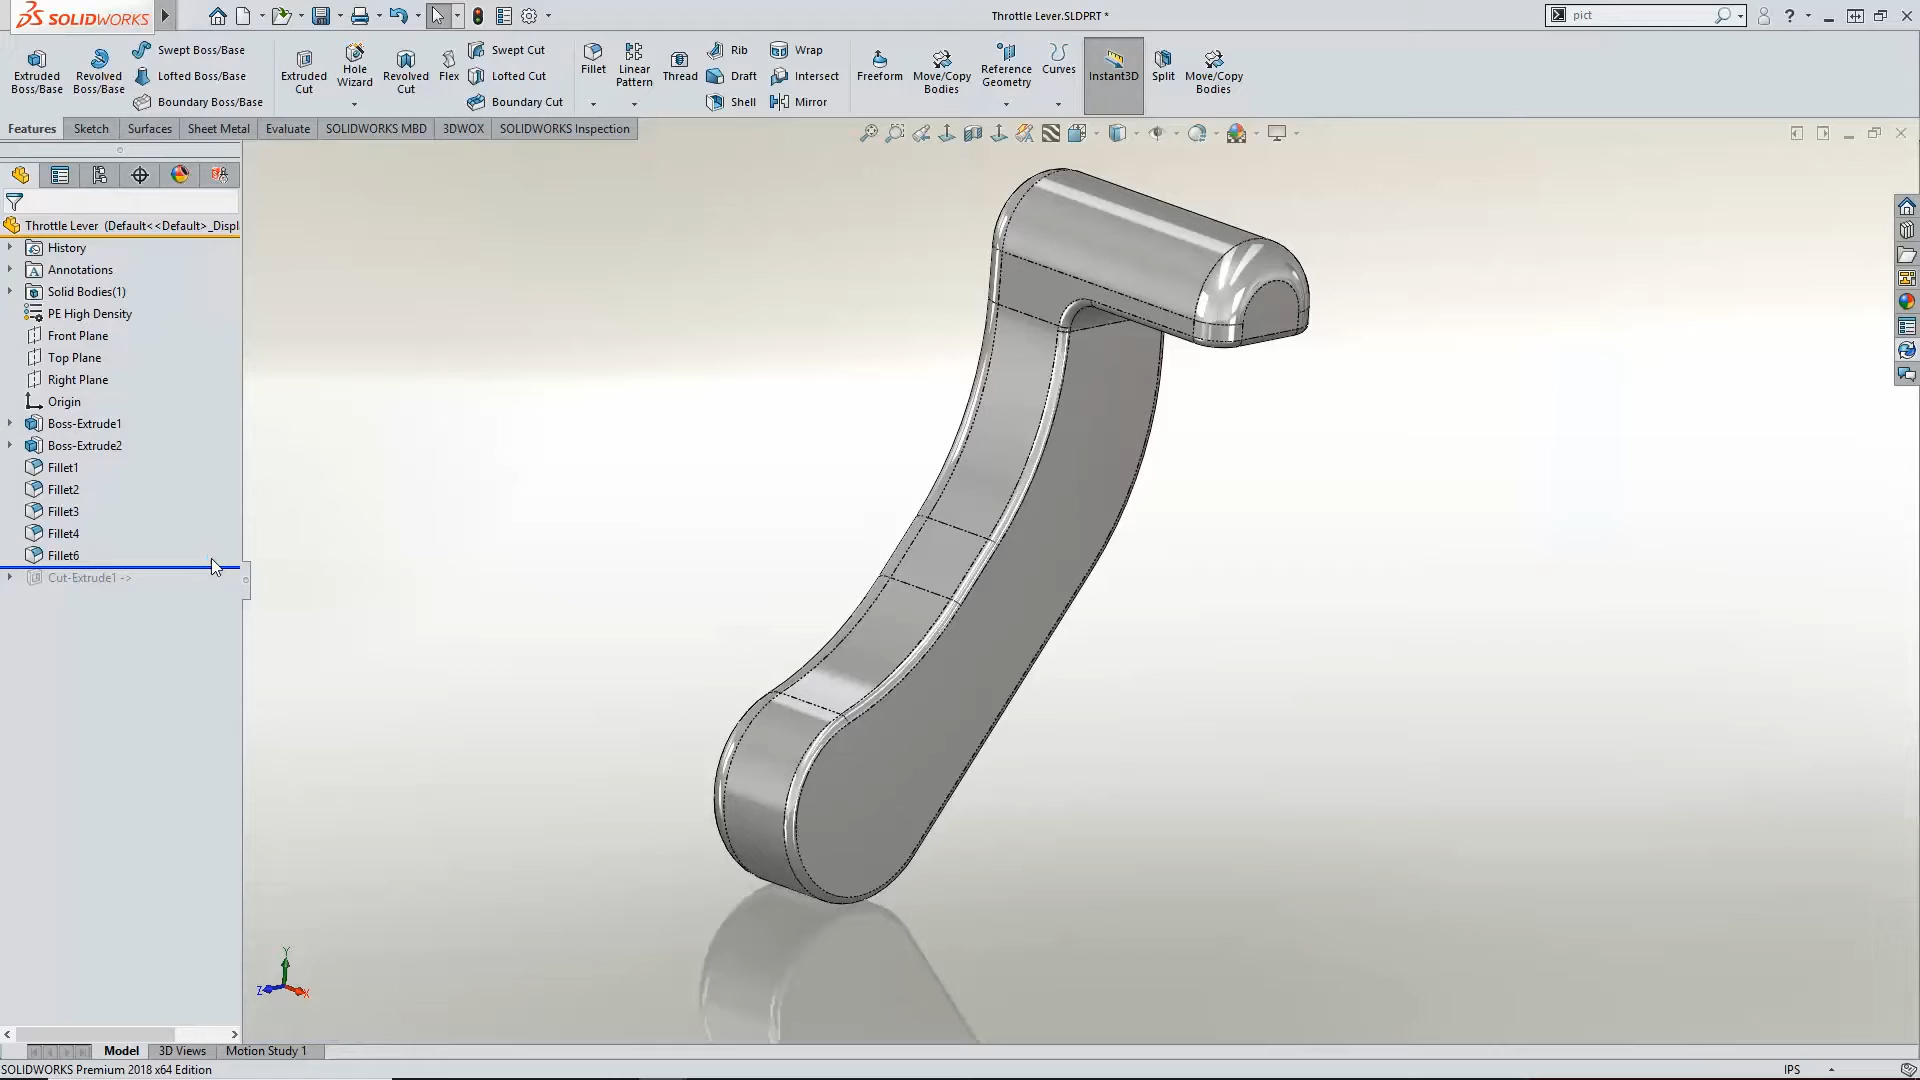 SOLIDWORKS
Throttle Lever.SLDPRT *
pict
Extruded Boss/Base
Revolved Boss/Base
Swept Boss/Base
Lofted Boss/Base
Boundary Boss/Base
Extruded Cut
Hole Wizard
Revolved Cut
Flex
Swept Cut
Lofted Cut
Boundary Cut
Fillet
Linear Pattern
Thread
Rib
Draft
Shell
Wrap
Intersect
Mirror
Freeform
Move/Copy Bodies
Reference Geometry
Curves
Instant3D
Split
Move/Copy Bodies
Features
Sketch
Surfaces
Sheet Metal
Evaluate
SOLIDWORKS MBD
3DWOX
SOLIDWORKS Inspection
Throttle Lever (Default<<Default>_Displ
History
Annotations
Solid Bodies(1)
PE High Density
Front Plane
Top Plane
Right Plane
Origin
Boss-Extrude1
Boss-Extrude2
Fillet1
Fillet2
Fillet3
Fillet4
Fillet6
Cut-Extrude1 ->
Y
Z
X
Model
3D Views
Motion Study 1
SOLIDWORKS Premium 2018 x64 Edition
IPS